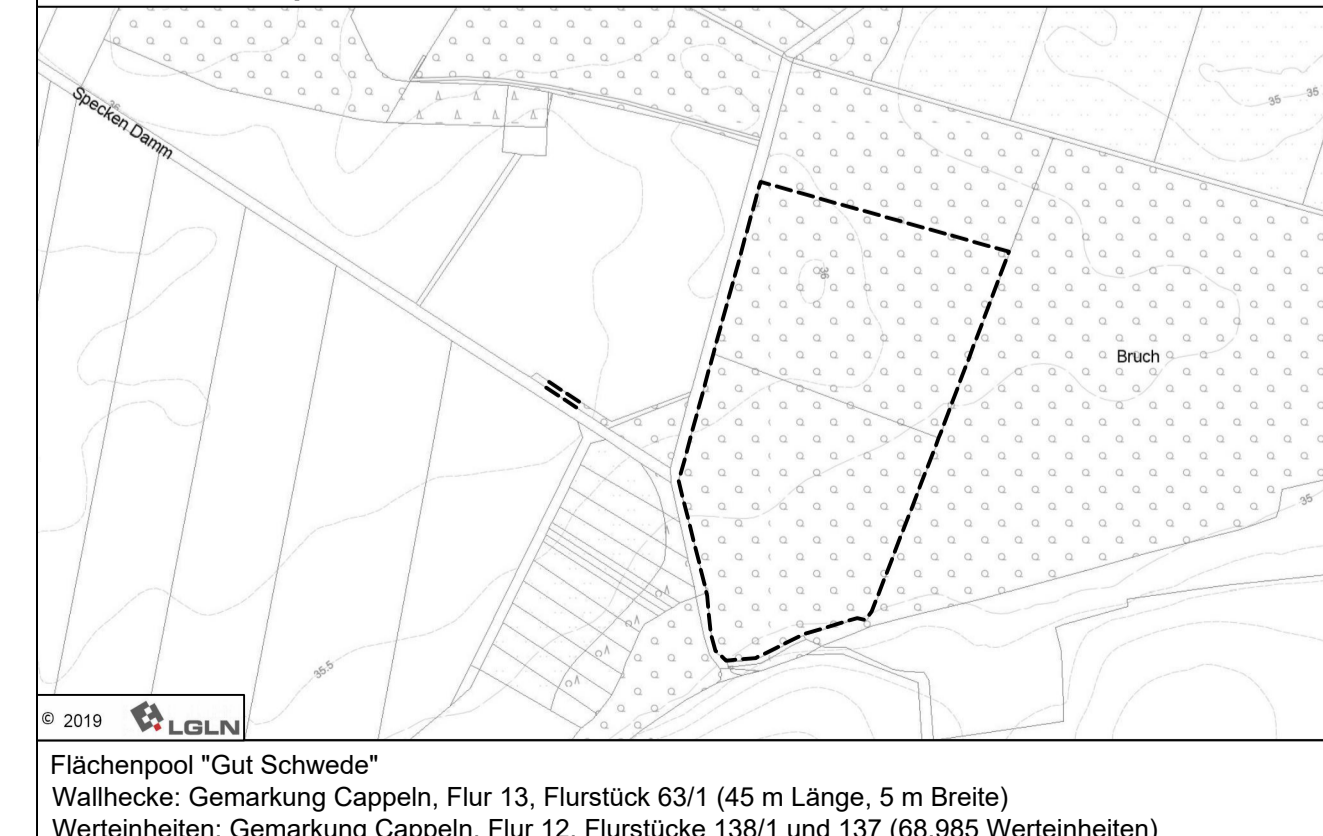 Specken Damm
36
35
35
36
Bruch
35
35.5
© 2019 LGLN
Flächenpool "Gut Schwede"
Wallhecke: Gemarkung Cappeln, Flur 13, Flurstück 63/1 (45 m Länge, 5 m Breite)
Werteinheiten: Gemarkung Cappeln, Flur 12, Flurstücke 138/1 und 137 (68.985 Werteinheiten)